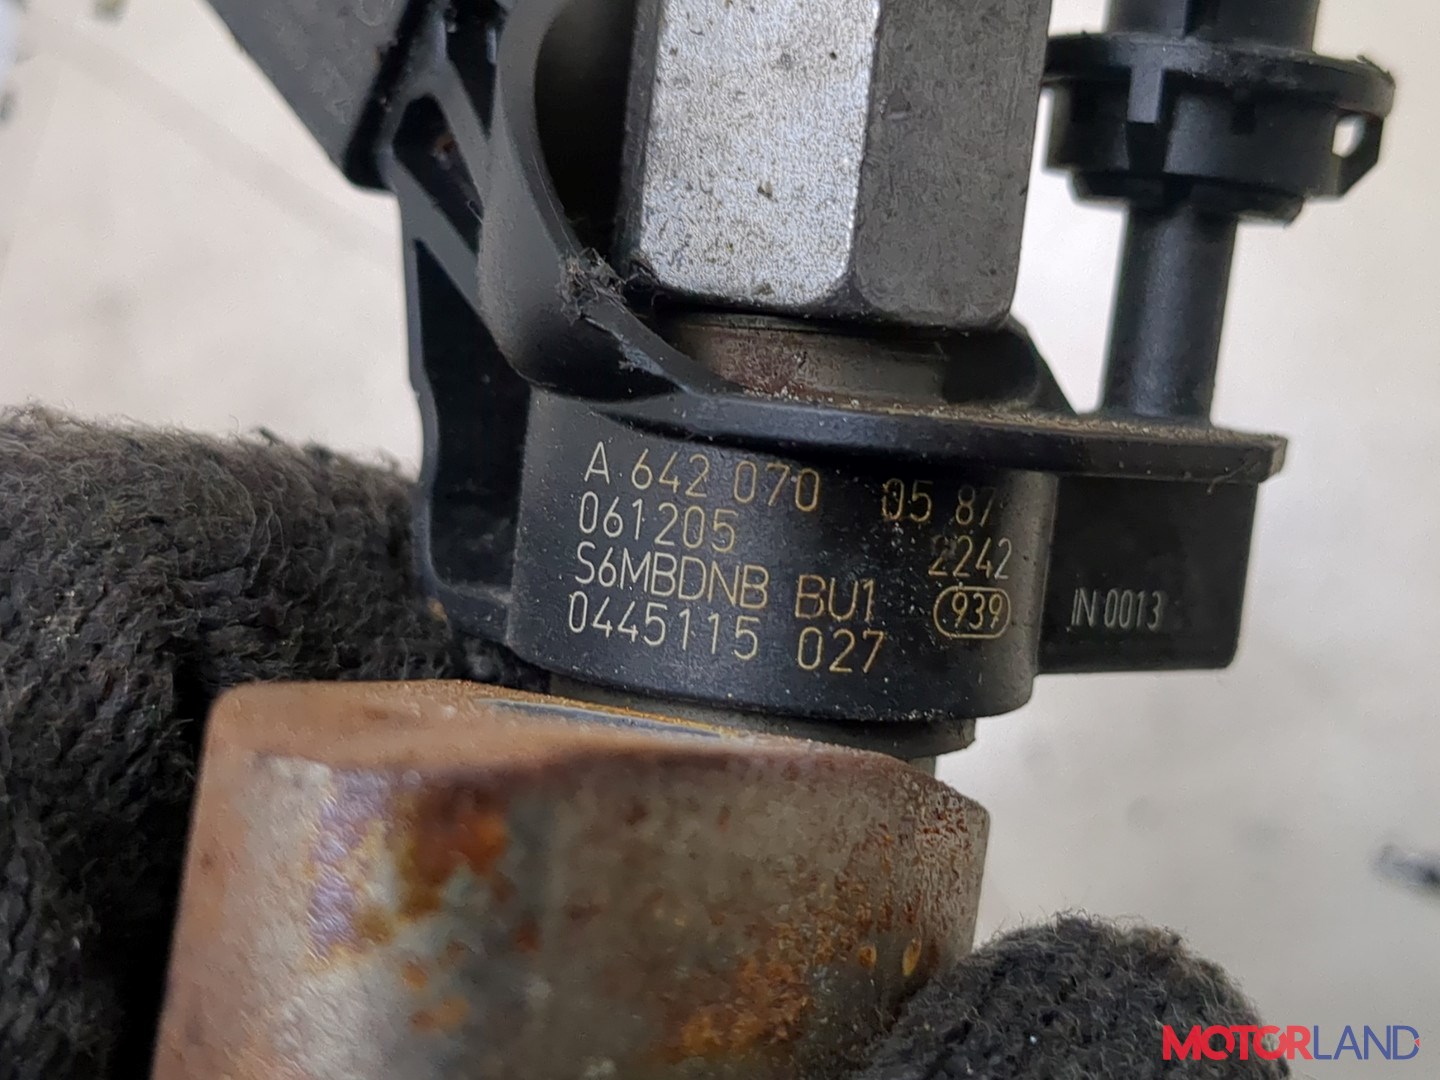 A 642 070 05 87
061205 2242
S6MBDNB BU1 939
0445115 027
IN 0013
MOTORLAND